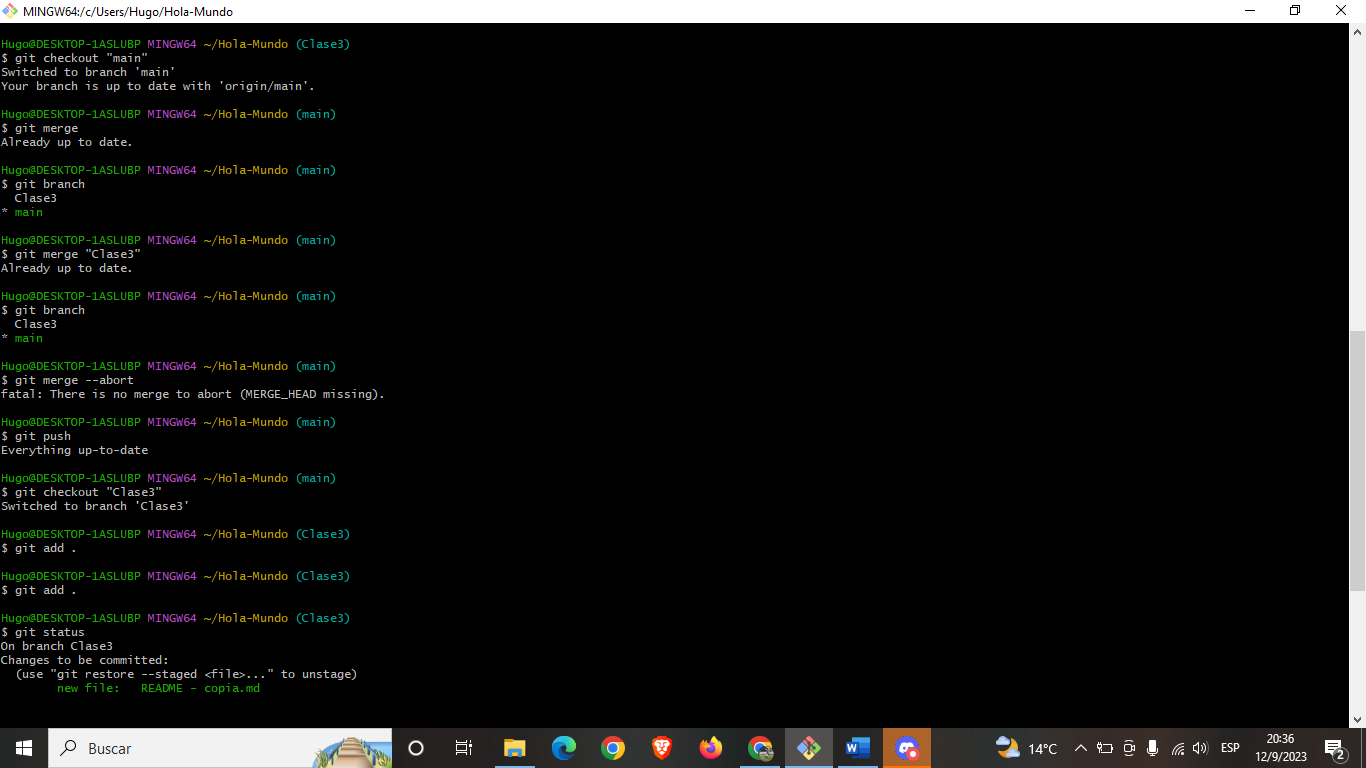 MINGW64:/c/Users/Hugo/Hola-Mundo
Hugo@DESKTOP-1ASLUBP MINGW64 ~/Hola-Mundo (Clase3)
$ git checkout "main"
Switched to branch 'main'
Your branch is up to date with 'origin/main'.
Hugo@DESKTOP-1ASLUBP MINGW64 ~/Hola-Mundo (main)
$ git merge
Already up to date.
Hugo@DESKTOP-1ASLUBP MINGW64 ~/Hola-Mundo (main)
$ git branch
  Clase3
* main
Hugo@DESKTOP-1ASLUBP MINGW64 ~/Hola-Mundo (main)
$ git merge "Clase3"
Already up to date.
Hugo@DESKTOP-1ASLUBP MINGW64 ~/Hola-Mundo (main)
$ git branch
  Clase3
* main
Hugo@DESKTOP-1ASLUBP MINGW64 ~/Hola-Mundo (main)
$ git merge --abort
fatal: There is no merge to abort (MERGE_HEAD missing).
Hugo@DESKTOP-1ASLUBP MINGW64 ~/Hola-Mundo (main)
$ git push
Everything up-to-date
Hugo@DESKTOP-1ASLUBP MINGW64 ~/Hola-Mundo (main)
$ git checkout "Clase3"
Switched to branch 'Clase3'
Hugo@DESKTOP-1ASLUBP MINGW64 ~/Hola-Mundo (Clase3)
$ git add .
Hugo@DESKTOP-1ASLUBP MINGW64 ~/Hola-Mundo (Clase3)
$ git add .
Hugo@DESKTOP-1ASLUBP MINGW64 ~/Hola-Mundo (Clase3)
$ git status
On branch Clase3
Changes to be committed:
  (use "git restore --staged <file>..." to unstage)
        new file:   README - copia.md
Buscar
W
14°C
ESP
20:36
12/9/2023
2